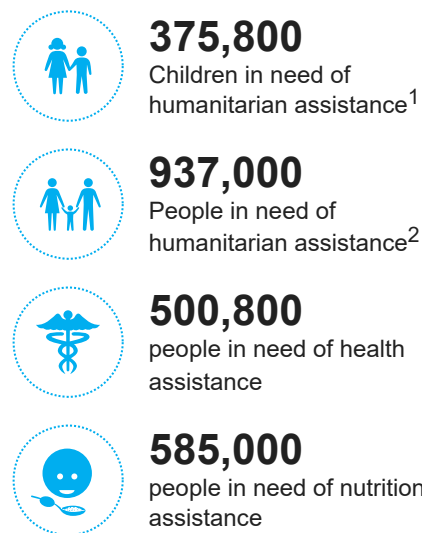 375,800
Children in need of
humanitarian assistance1
937,000
People in need of
humanitarian assistance2
500,800
people in need of health
assistance
585,000
people in need of nutrition
assistance